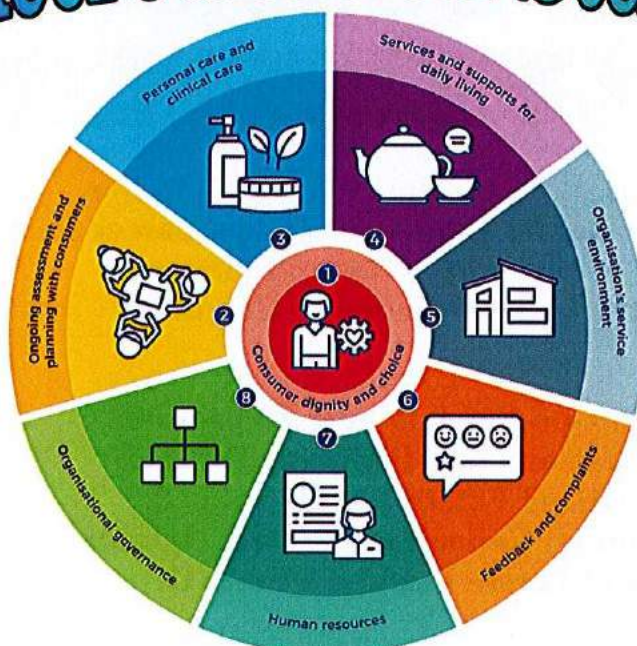 Personal care and
clinical care
3
Services and supports for
daily living
4
Organisation's service
environment
5
Feedback and complaints
6
Human resources
7
Organisational governance
8
Ongoing assessment and
planning with consumers
2
1
Consumer dignity and choice